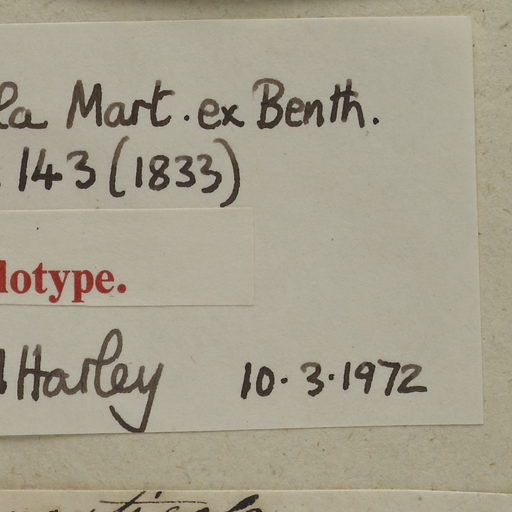 la Mart. ex Benth.
143 (1833)
lotype.
Harley 10.3.1972